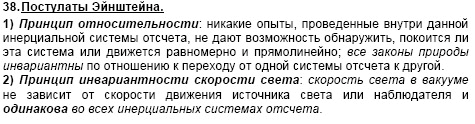 38.Постулаты Эйнштейна.
1) Принцип относительности: никакие опыты, проведенные внутри данной
инерциальной системы отсчета, не дают возможность обнаружить, покоится ли
эта система или движется равномерно и прямолинейно; все законы природы
инвариантны по отношению к переходу от одной системы отсчета к другой.
2) Принцип инвариантности скорости света: скорость света в вакууме
не зависит от скорости движения источника света или наблюдателя и
одинакова во всех инерциальных системах отсчета.